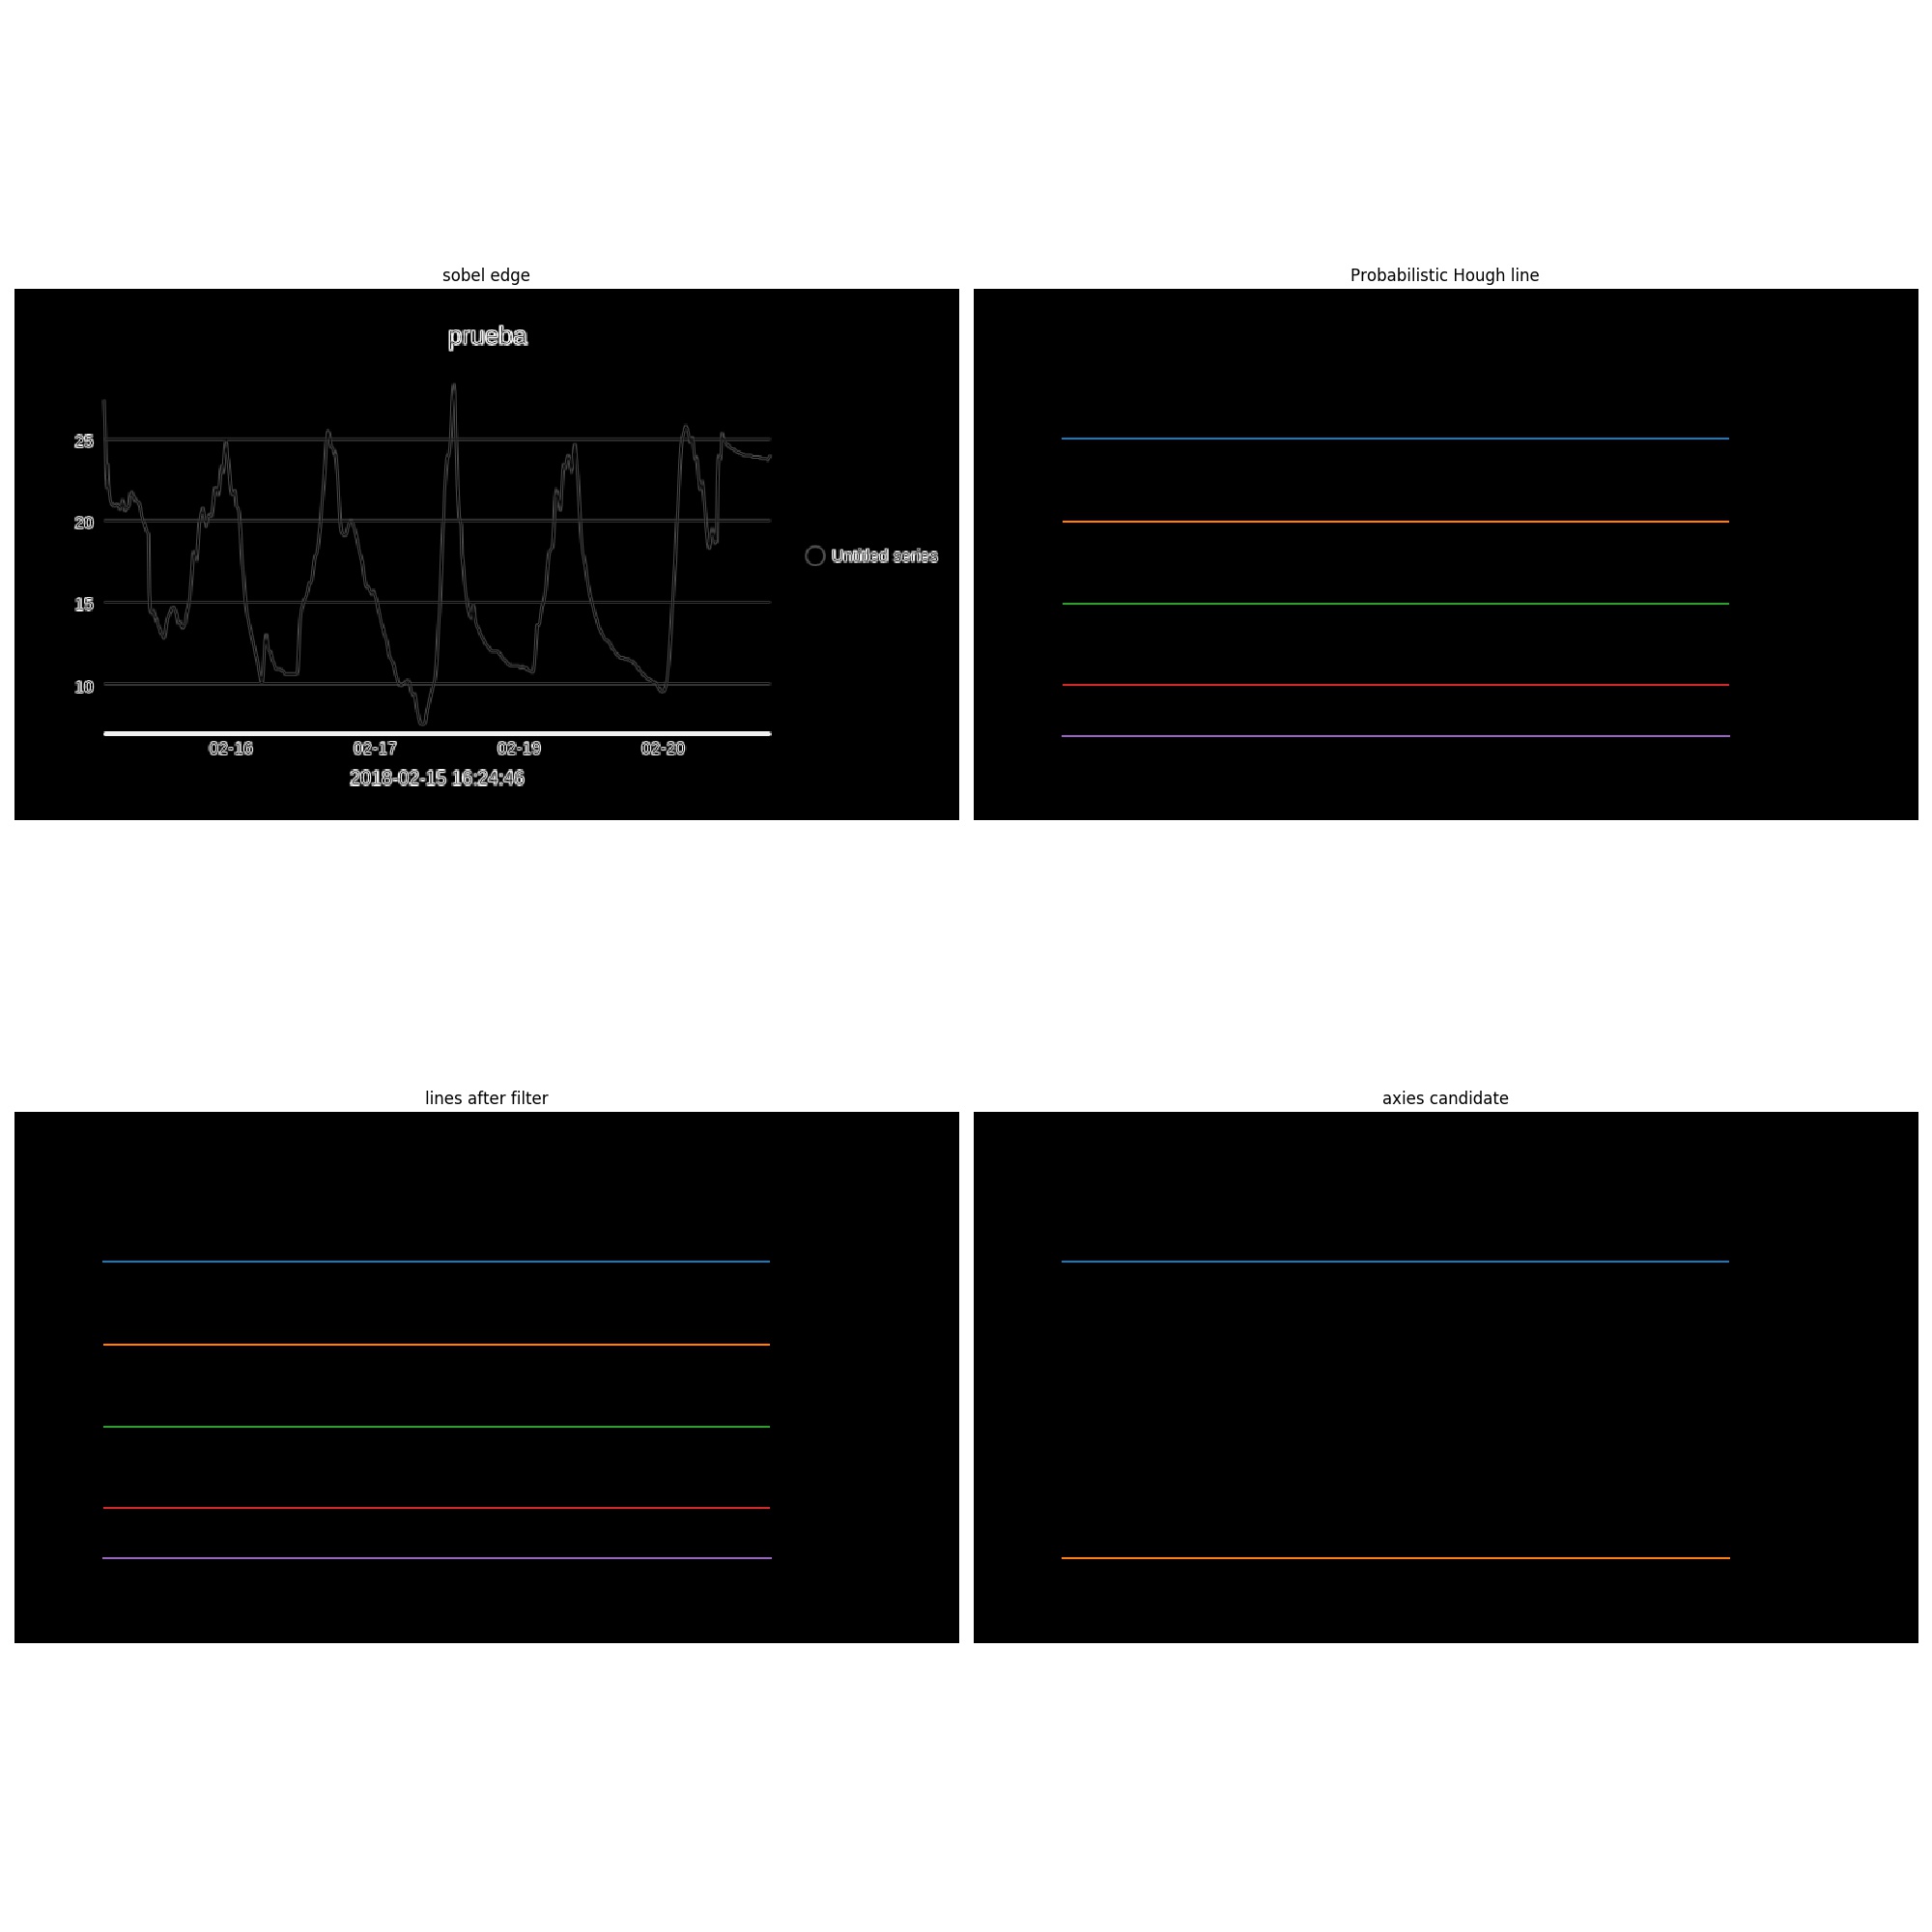 sobel edge
prueba
25
20
15
10
Untitled series
02-16 02-17 02-19 02-20
2018-02-15 16:24:46
Probabilistic Hough line
lines after filter
axies candidate